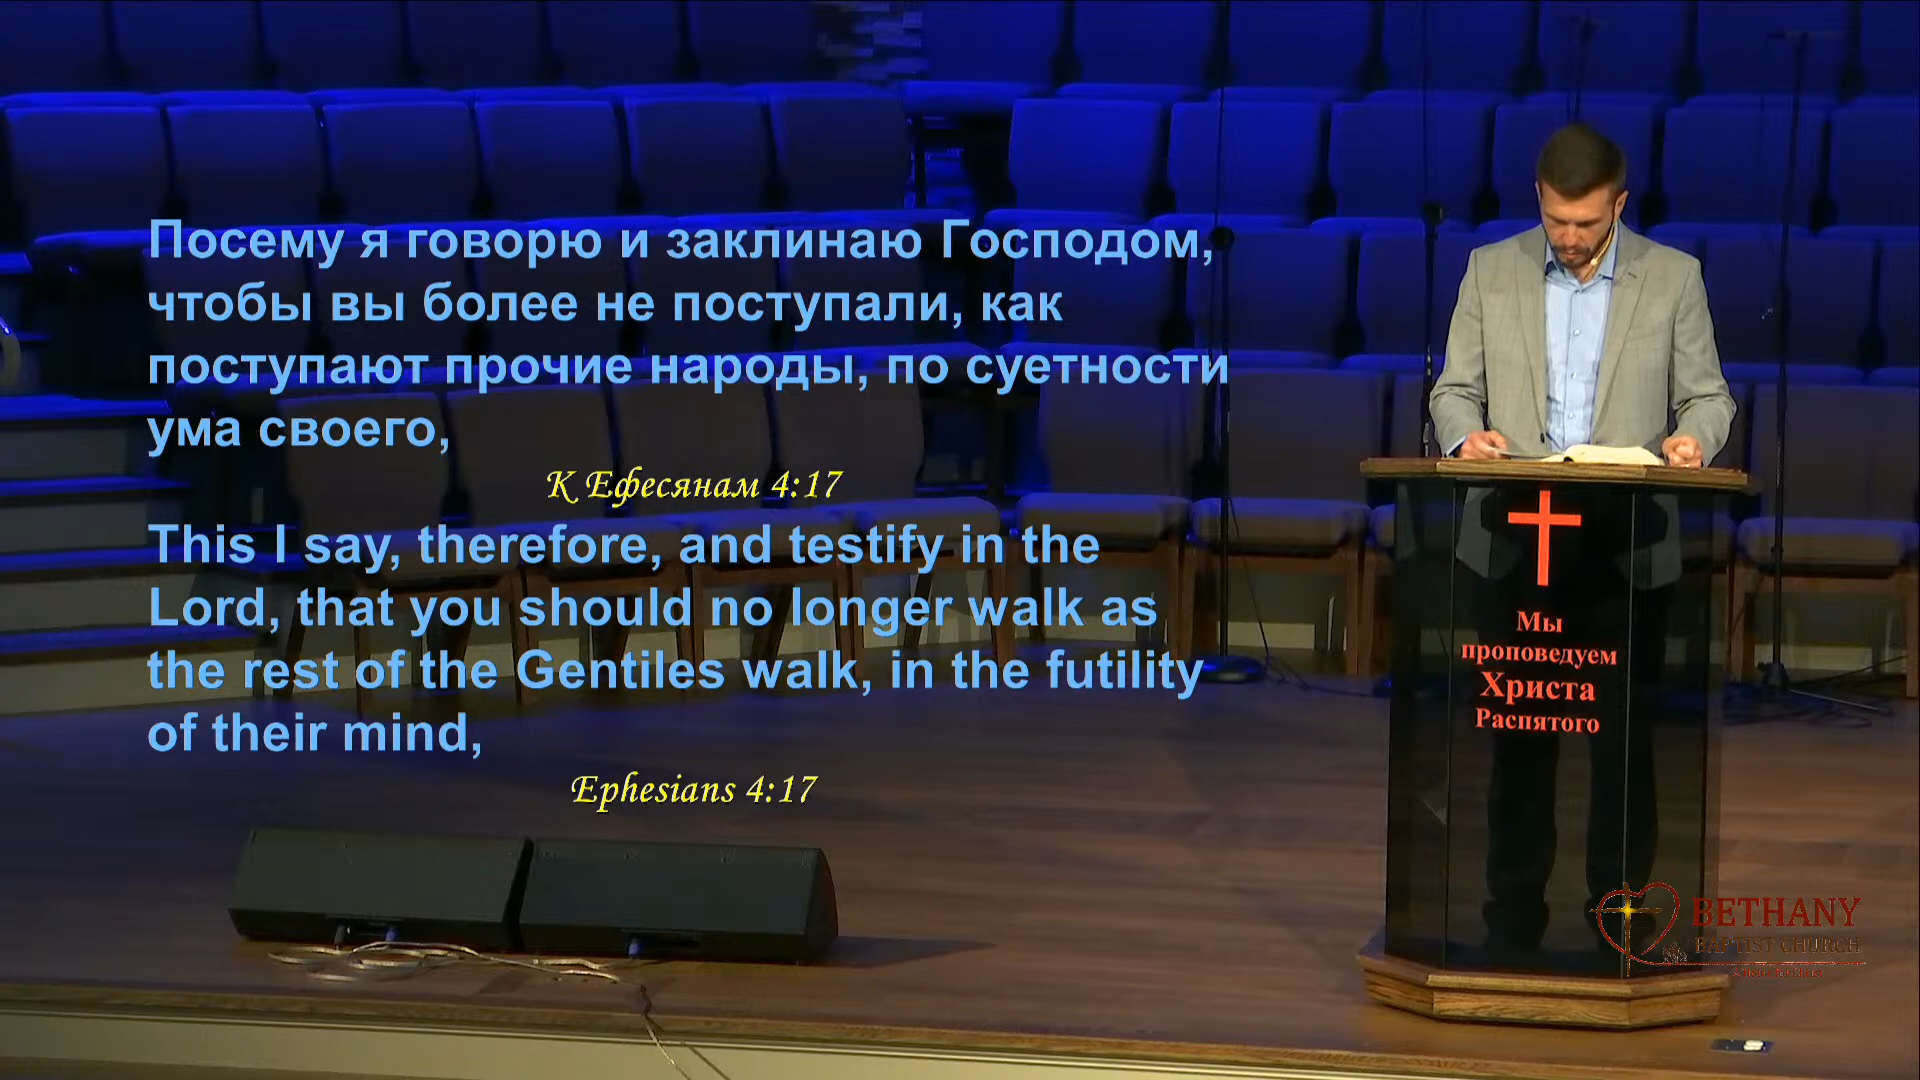 Посему я говорю и заклинаю Господом,
чтобы вы более не поступали, как
поступают прочие народы, по суетности
ума своего,
К Ефесянам 4:17
This I say, therefore, and testify in the
Lord, that you should no longer walk as
the rest of the Gentiles walk, in the futility
of their mind,
Ephesians 4:17
Мы
проповедуем
Христа
Распятого
BETHANY
BAPTIST CHURCH